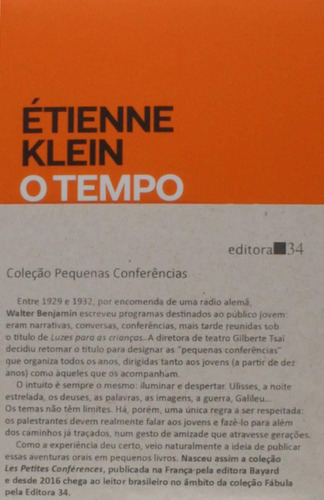 ÉTIENNE
KLEIN
O TEMPO
editora 34
Coleção Pequenas Conferências
Entre 1929 e 1932, por encomenda de uma radio alemã,
Walter Benjamin escreveu programas destinados ao público jovem
eram narrativas, conversas, conferências, mais tarde reunidas sob
o título de Luzes para as crianças. A diretora de teatro Gilberte Tsaï
decidiu retomar o título para designar as "pequenas conferências"
que organiza todos os anos, dirigidas tanto aos jovens (a partir de dez
anos) como àqueles que os acompanham.
O intuito é sempre o mesmo: iluminar e despertar. Ulisses, a noite
estrelada, os deuses, as palavras, as imagens, a guerra, Galileu...
Os temas não têm limites. Há, porém, uma única regra a ser respeitada:
os palestrantes devem realmente falar aos jovens e fazê-lo para além
dos caminhos já traçados, num gesto de amizade que atravesse gerações.
Como a experiência deu certo, veio naturalmente a ideia de publicar
essas aventuras orais em pequenos livros. Nasceu assim a coleção
Les Petites Conférences, publicada na França pela editora Bayard
e desde 2016 chega ao leitor brasileiro no âmbito da coleção Fábula
pela Editora 34.